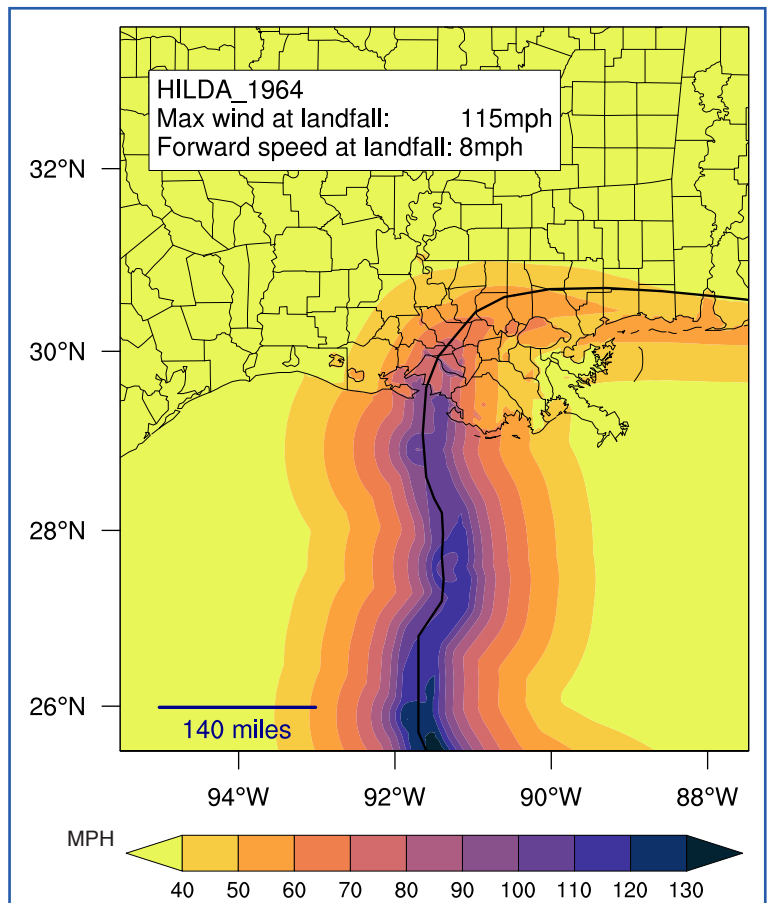 HILDA_1964
Max wind at landfall: 115mph
Forward speed at landfall: 8mph
32°N
30°N
28°N
26°N
140 miles
94°W 92°W 90°W 88°W
MPH
40 50 60 70 80 90 100 110 120 130